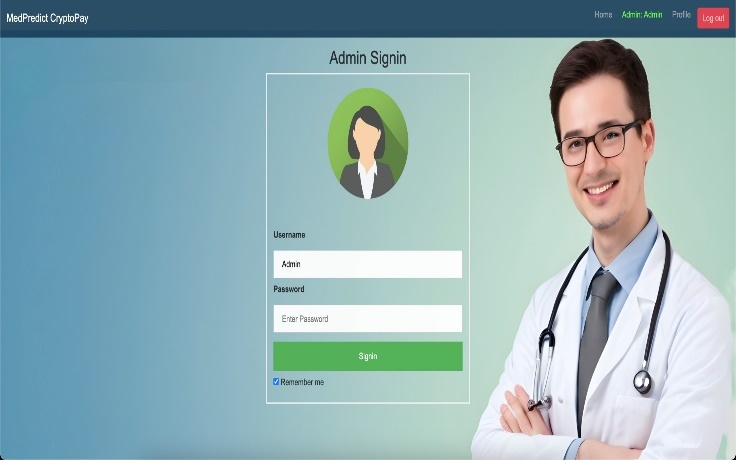 MedPredict CryptoPay
Home Admin: Admin Profile Log out
Admin Signin
Username
Admin
Password
Enter Password
Signin
Remember me